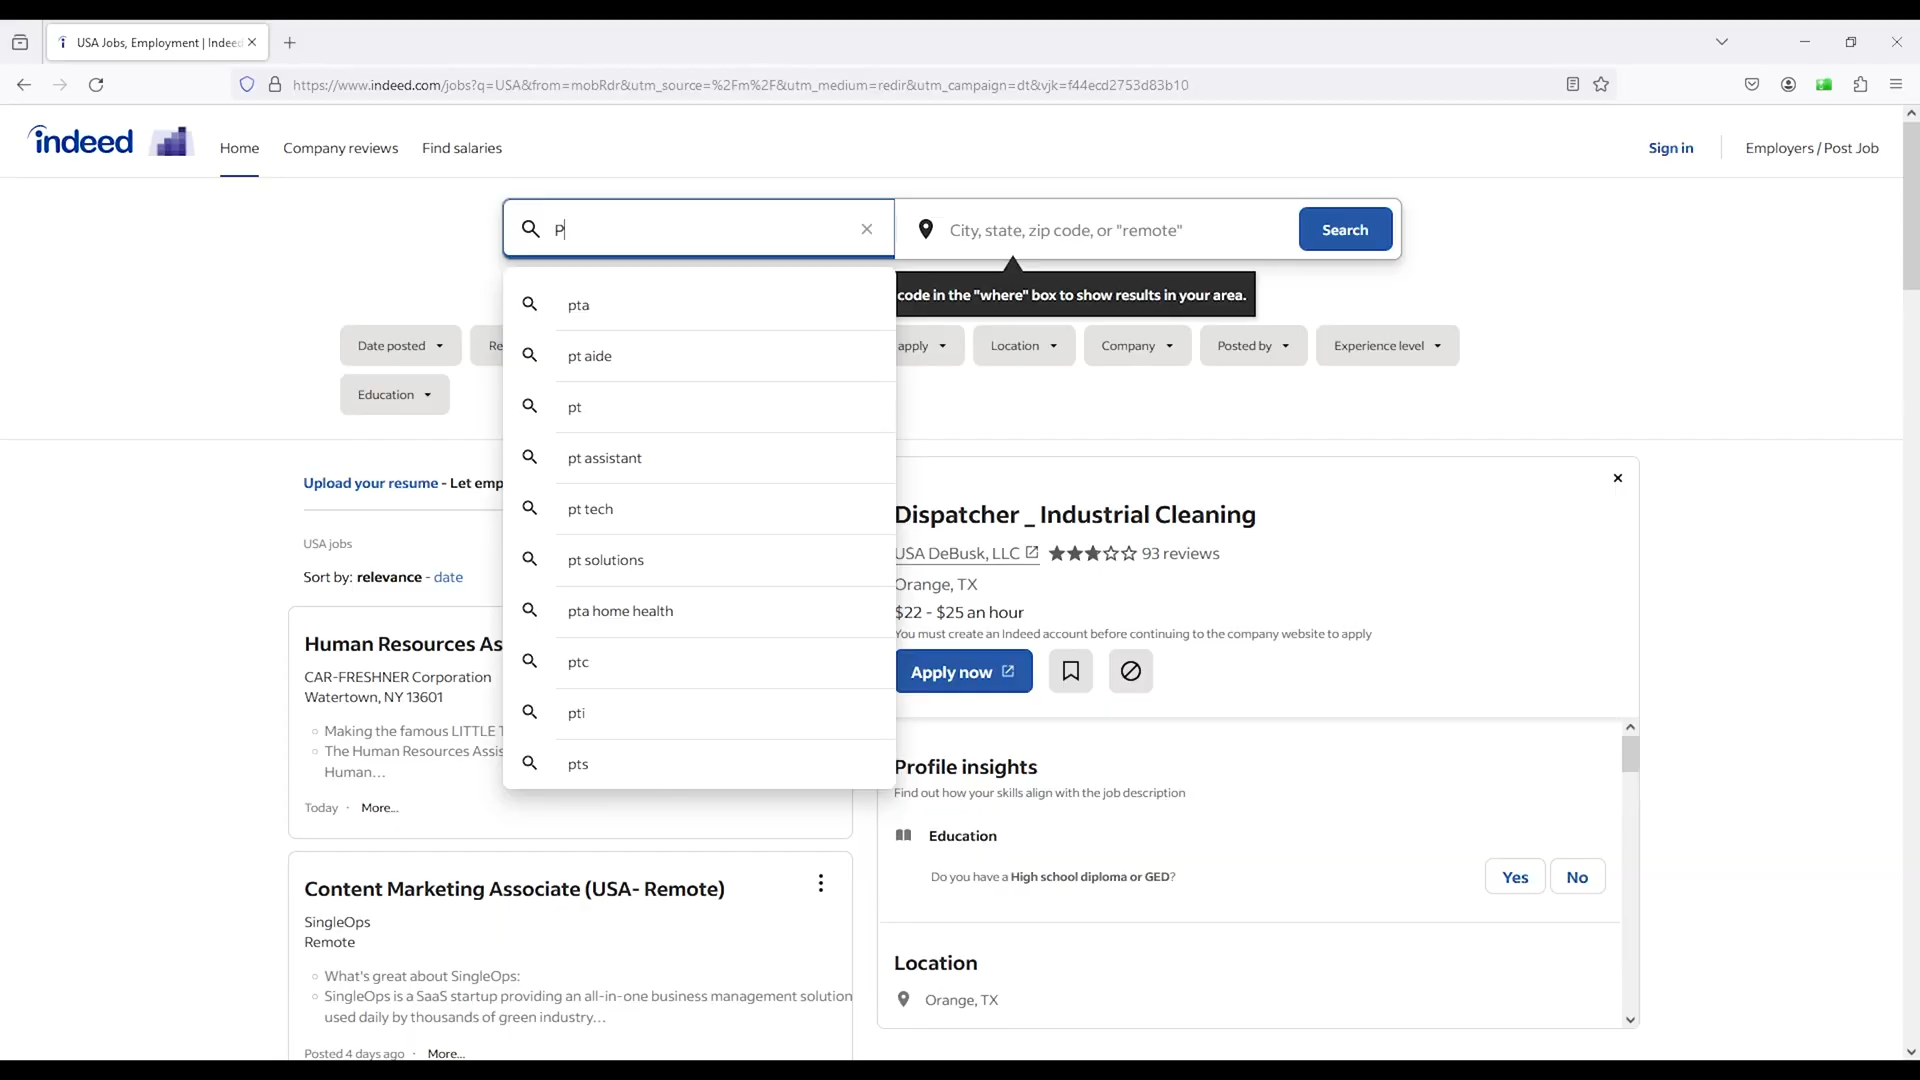 USA Jobs, Employment | Indeed
https://www.indeed.com/jobs?q=USA&from=mobRdr&utm_source=%2Fm%2F&utm_medium=redir&utm_campaign=dt&vjk=f44ecd2753d83b10
indeed
Home
Company reviews
Find salaries
Sign in
Employers / Post Job
P
City, state, zip code, or "remote"
Search
code in the "where" box to show results in your area.
pta
pt aide
pt
pt assistant
pt tech
pt solutions
pta home health
ptc
pti
pts
Date posted
Re
apply
Location
Company
Posted by
Experience level
Education
Upload your resume - Let emp
USA jobs
Sort by: relevance - date
Human Resources As
CAR-FRESHNER Corporation
Watertown, NY 13601
Making the famous LITTLE T
The Human Resources Assis
Human...
Today · More...
Content Marketing Associate (USA- Remote)
SingleOps
Remote
What's great about SingleOps:
SingleOps is a SaaS startup providing an all-in-one business management solution
used daily by thousands of green industry...
Posted 4 days ago · More...
Dispatcher _ Industrial Cleaning
USA DeBusk, LLC 93 reviews
Orange, TX
$22 - $25 an hour
You must create an Indeed account before continuing to the company website to apply
Apply now
Profile insights
Find out how your skills align with the job description
Education
Do you have a High school diploma or GED?
Yes
No
Location
Orange, TX